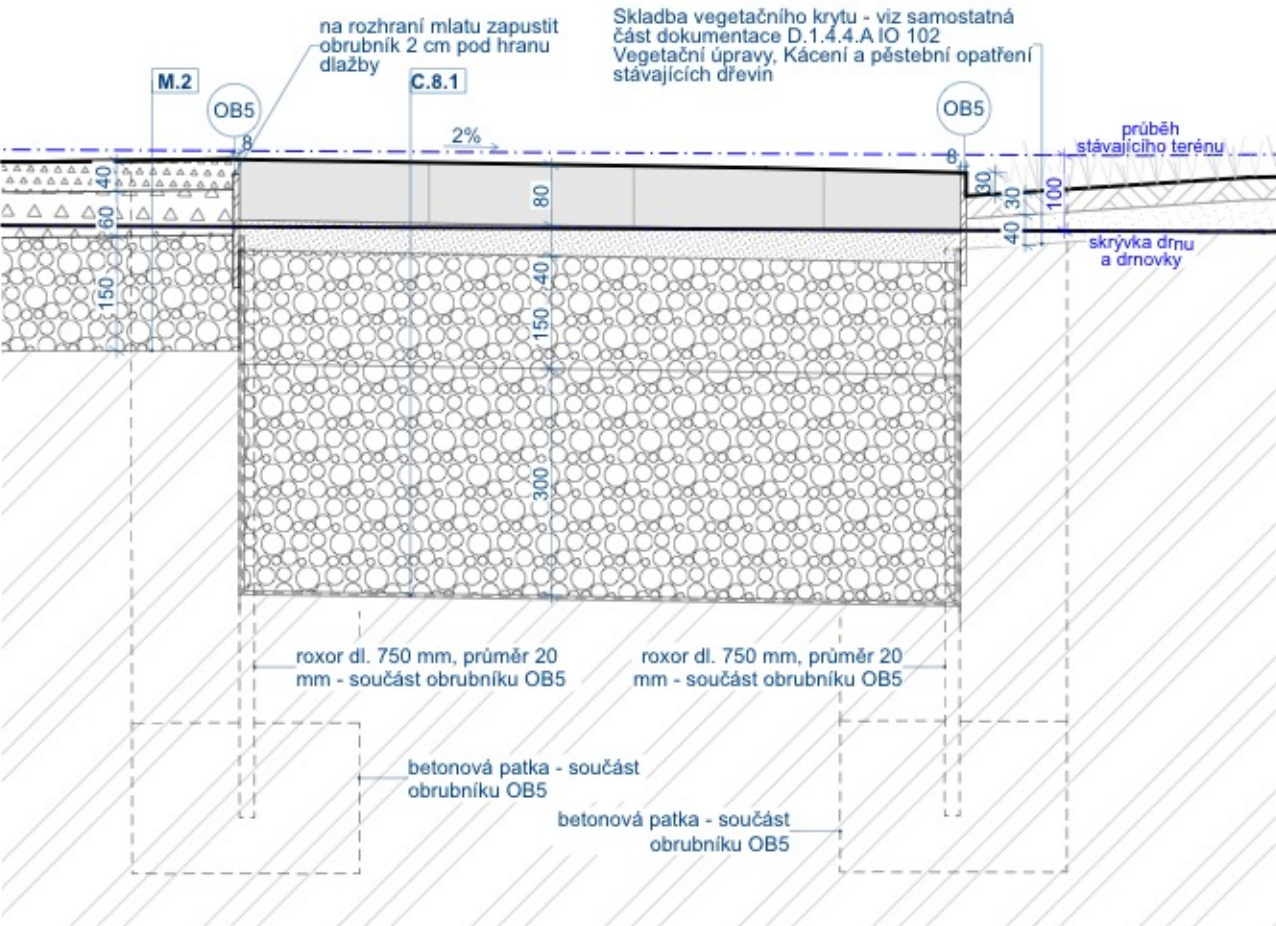 na rozhraní mlatu zapustit
obrubník 2 cm pod hranu
dlažby
Skladba vegetačního krytu - viz samostatná
část dokumentace D.1.4.4.A IO 102
Vegetační úpravy, Kácení a pěstební opatření
stávajících dřevin
M.2
OB5
C.8.1
OB5
8
2%
8
průběh
stávajícího terénu
40
60
150
80
40
150
300
30
30
40
100
skrývka drnu
a drnovky
roxor dl. 750 mm, průměr 20
mm - součást obrubníku OB5
roxor dl. 750 mm, průměr 20
mm - součást obrubníku OB5
betonová patka - součást
obrubníku OB5
betonová patka - součást
obrubníku OB5